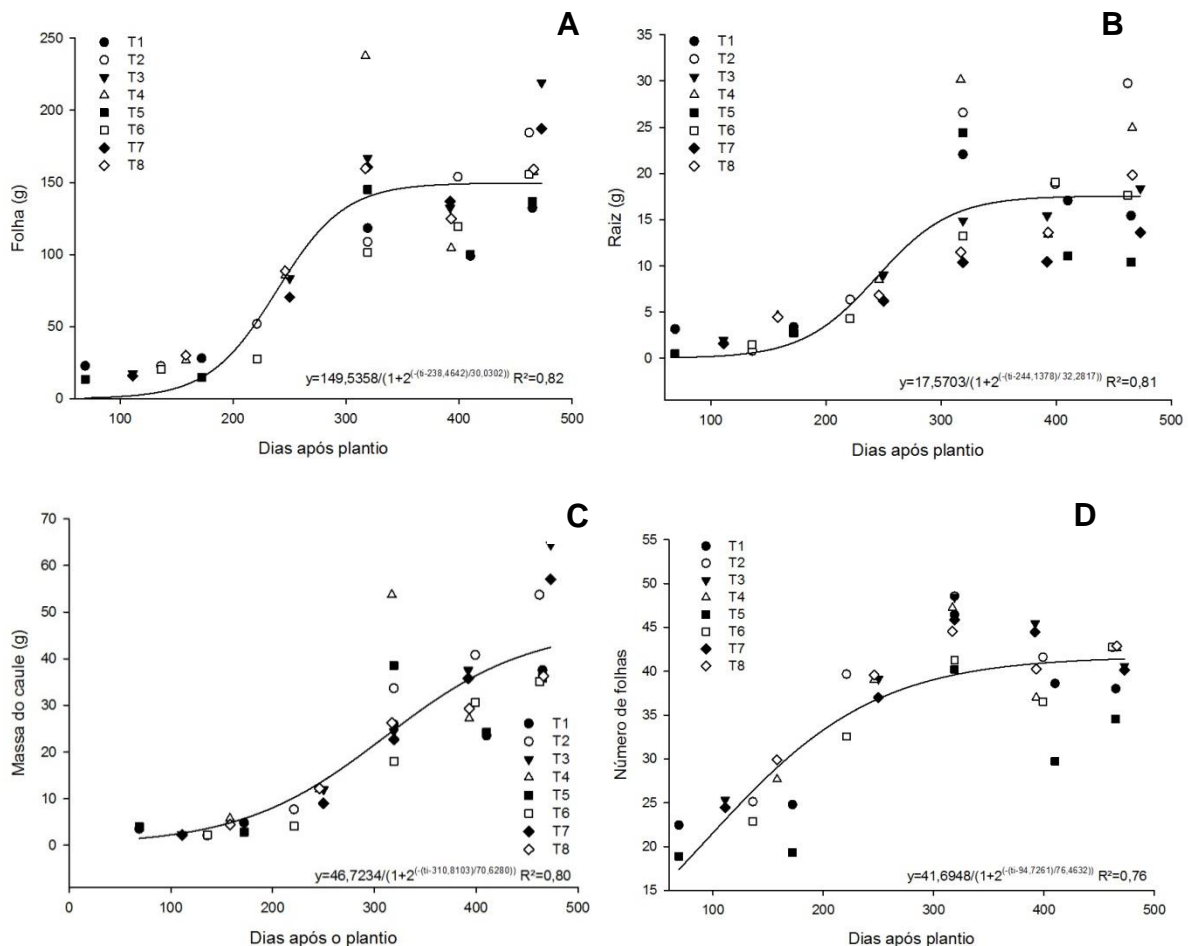 A
250
200
150
100
50
0
Folha (g)
T1
T2
T3
T4
T5
T6
T7
T8
y=149,5358/(1+2^(-(ti-238,4642)/30,0302)) R²=0,82
100 200 300 400 500
Dias após plantio
B
35
30
25
20
15
10
5
0
Raiz (g)
T1
T2
T3
T4
T5
T6
T7
T8
y=17,5703/(1+2^(-(ti-244,1378)/ 32,2817)) R²=0,81
100 200 300 400 500
Dias após plantio
C
70
60
50
40
30
20
10
0
Massa do caule (g)
T1
T2
T3
T4
T5
T6
T7
T8
y=46,7234/(1+2^(-(ti-310,8103)/70,6280)) R²=0,80
0 100 200 300 400 500
Dias após o plantio
D
55
50
45
40
35
30
25
20
15
Número de folhas
T1
T2
T3
T4
T5
T6
T7
T8
y=41,6948/(1+2^(-(ti-94,7261)/76,4632)) R²=0,76
100 200 300 400 500
Dias após plantio